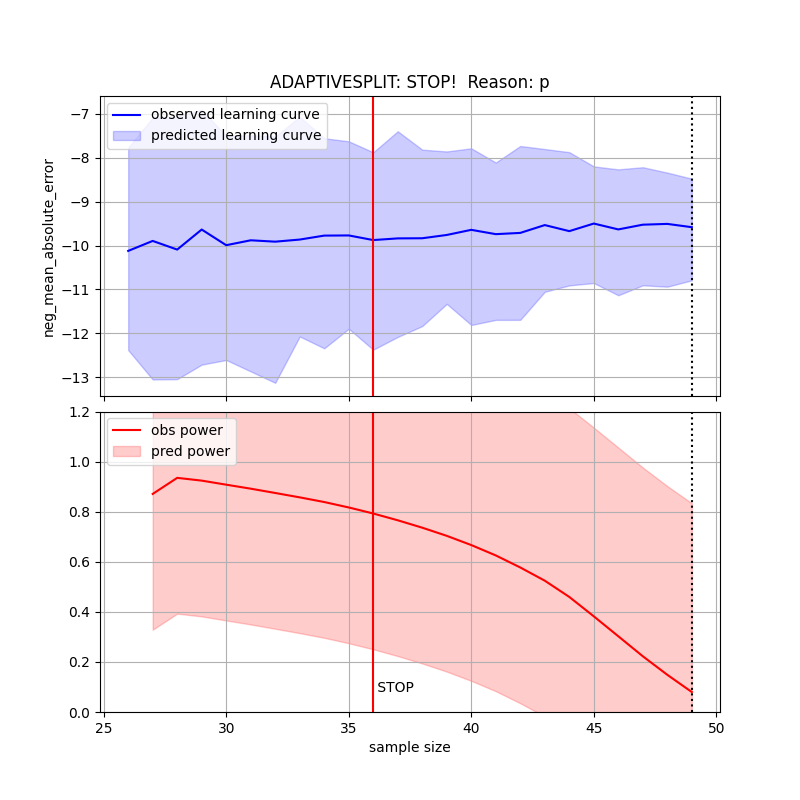 ADAPTIVESPLIT: STOP!  Reason: p
observed learning curve
predicted learning curve
neg_mean_absolute_error
−7
−8
−9
−10
−11
−12
−13
obs power
pred power
1.2
1.0
0.8
0.6
0.4
0.2
0.0
STOP
25 30 35 40 45 50
sample size